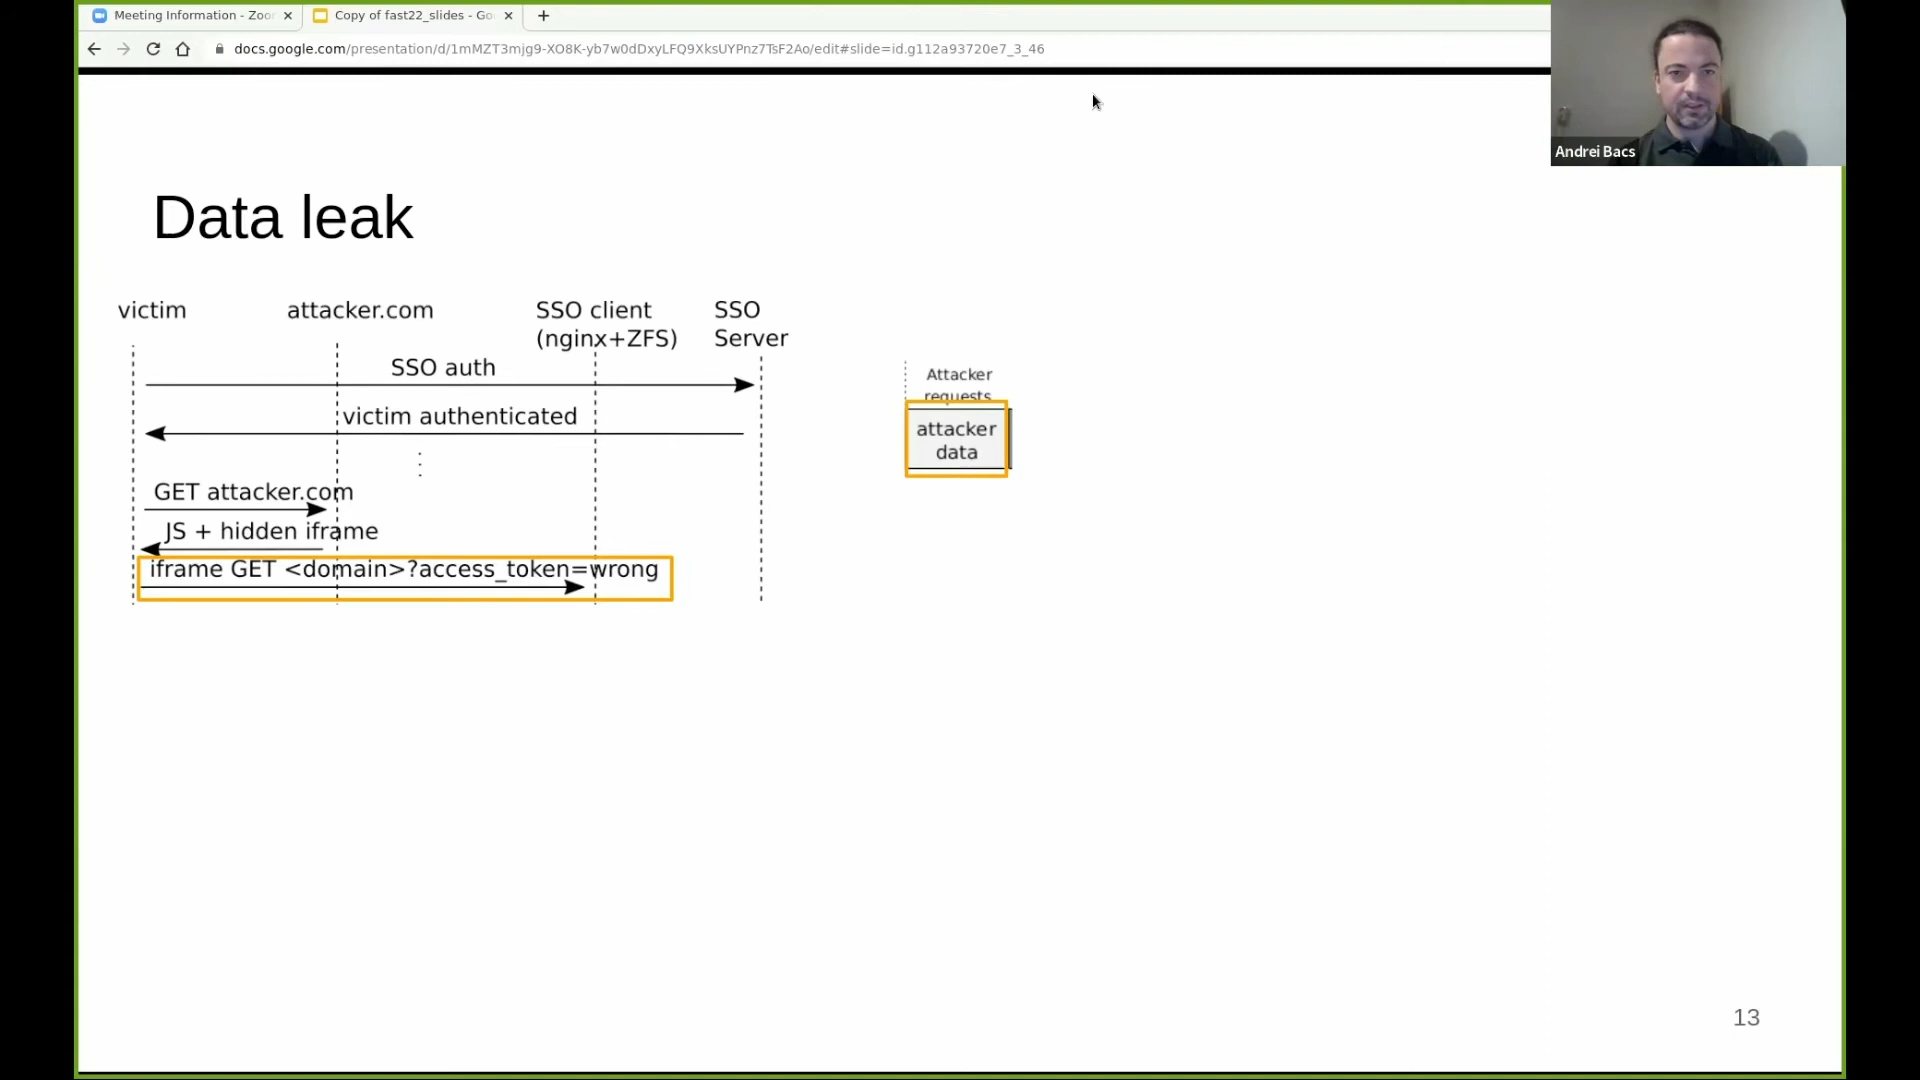 Meeting Information - Zoo
Copy of fast22_slides - Go
docs.google.com/presentation/d/1mMZT3mjg9-XO8K-yb7w0dDxyLFQ9XksUYPnz7TsF2Ao/edit#slide=id.g112a93720e7_3_46
Andrei Bacs
Data leak
victim
attacker.com
SSO client
(nginx+ZFS)
SSO
Server
SSO auth
victim authenticated
GET attacker.com
JS + hidden iframe
iframe GET <domain>?access_token=wrong
Attacker
requests
attacker
data
13